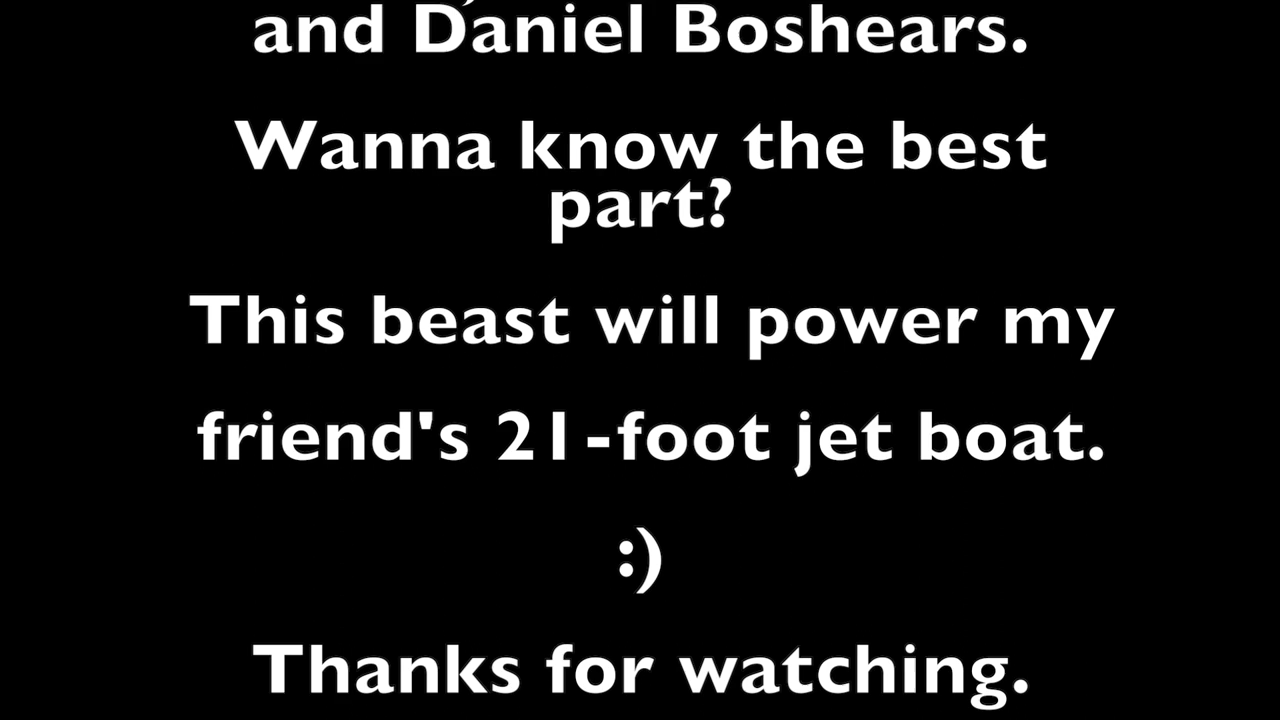 and Daniel Boshears.
Wanna know the best
part?
This beast will power my
friend's 21-foot jet boat.
:)
Thanks for watching.